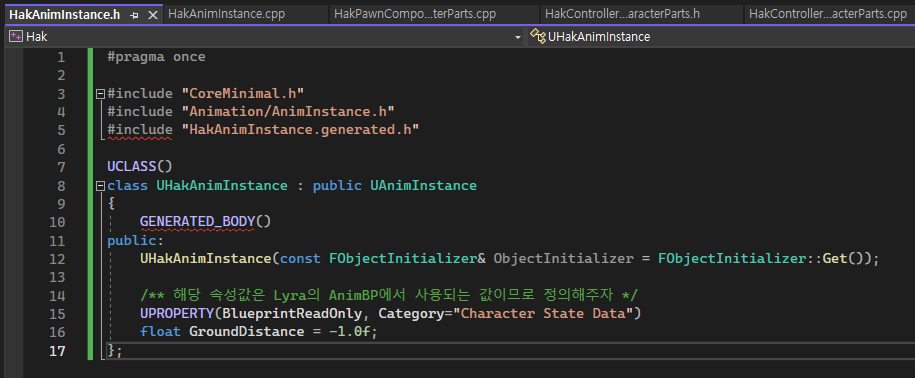 HakAnimInstance.h HakAnimInstance.cpp HakPawnCompo...terParts.cpp HakController...aracterParts.h HakController...acterParts.cpp
Hak UHakAnimInstance
1 #pragma once
2
3 #include "CoreMinimal.h"
4 #include "Animation/AnimInstance.h"
5 #include "HakAnimInstance.generated.h"
6
7 UCLASS()
8 class UHakAnimInstance : public UAnimInstance
9 {
10 GENERATED_BODY()
11 public:
12 UHakAnimInstance(const FObjectInitializer& ObjectInitializer = FObjectInitializer::Get());
13
14 /** 해당 속성값은 Lyra의 AnimBP에서 사용되는 값이므로 정의해주자 */
15 UPROPERTY(BlueprintReadOnly, Category="Character State Data")
16 float GroundDistance = -1.0f;
17 };